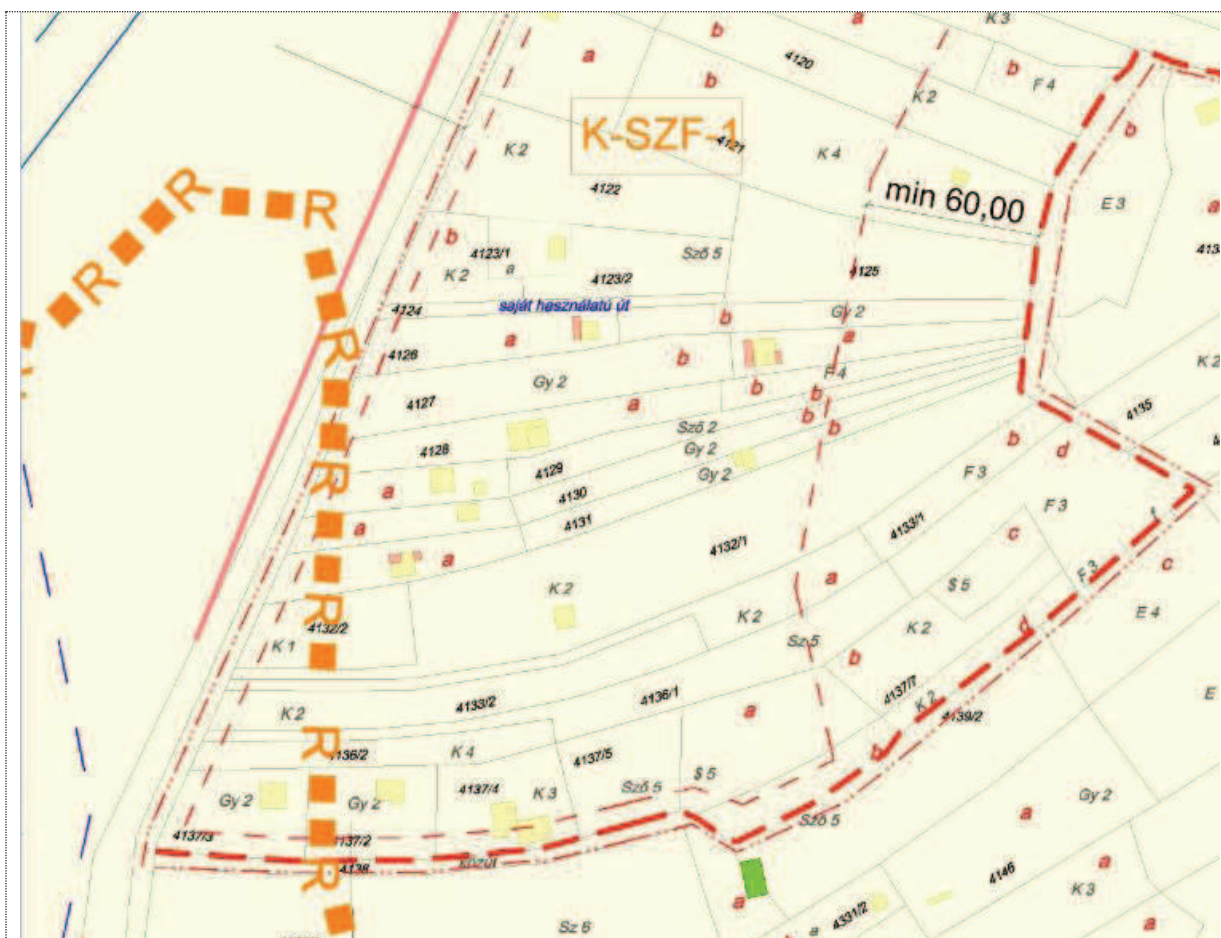 K 3
a
b
4120
a
b
b
F 4
K 2
K-SZF-1
4121
b
K 2
K 4
4122
min 60,00
E 3
R
R
a
b
4123/1
Sző 5
K 2
a
4123/2
4125
saját használatú út
4124
b
Gy 2
a
a
R
4126
b
K 2
F 4
Gy 2
b
b
4127
a
b
4135
Sző 2
b
R
4128
Gy 2
b
d
4129
Gy 2
F 3
R
a
4130
F 3
f
4131
4133/1
a
c
4132/1
R
a
F 3
c
a
S 5
K 2
R
E 4
4132/2
K 2
K 2
d
K 1
Sz 5
b
4137/7
E
4136/1
K 2
K 2
4133/2
a
4139/2
R
4136/2
K 4
b
4137/5
S 5
R
4137/4
Sző 5
Gy 2
Gy 2
K 3
Gy 2
Sző 5
a
R
4137/3
4137/2
közút
a
4138
4146
R
K 3
a
4331/2
a
Sz 6
a